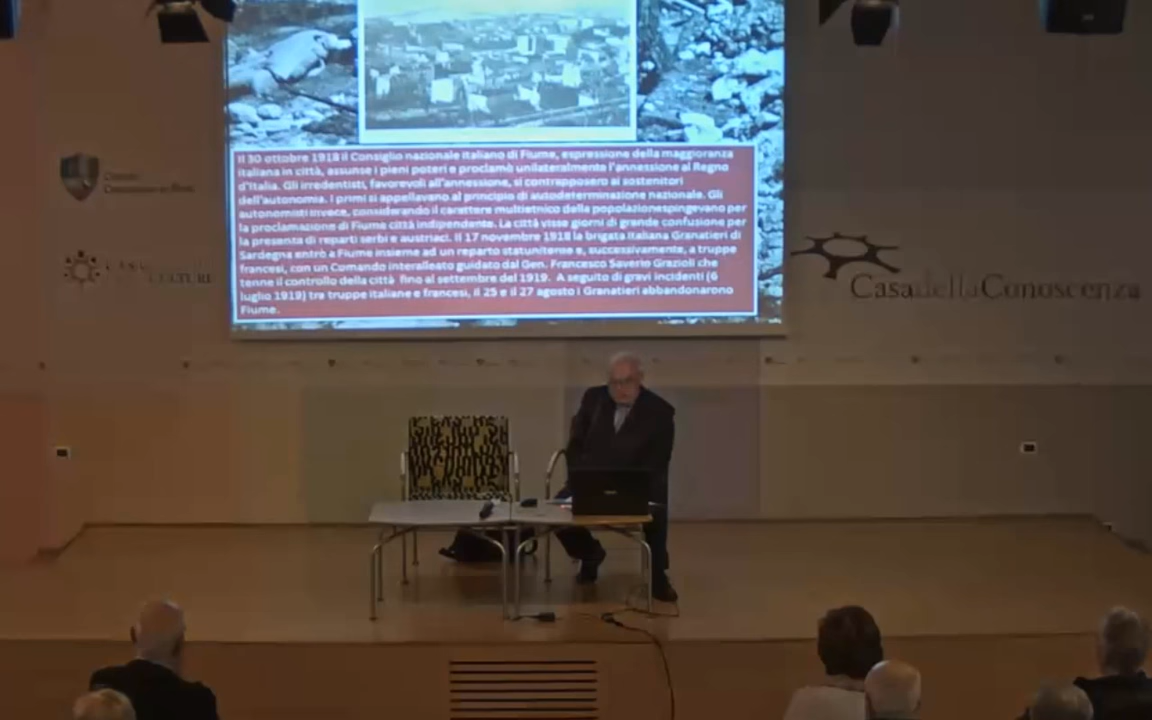 Il 30 ottobre 1918 il Consiglio nazionale italiano di Fiume, espressione della maggioranza
italiana in città, assunse i pieni poteri e proclamò unilateralmente l'annessione al Regno
d'Italia. Gli irredentisti, favorevoli all'annessione, si contrapposero ai sostenitori
dell'autonomia. I primi si appellavano al principio di autodeterminazione nazionale. Gli
autonomisti invece, considerando il carettere multietnico della popolazionespingevano per
la proclamazione di Fiume città indipendente. La città visse giorni di grande confusione per
la presenta di reparti serbi e austriaci. Il 17 novembre 1918 la brigata italiana Granatieri di
Sardegna entrò a Fiume insieme ad un reparto statunitense e, successivamente, a truppe
francesi, con un Comando interalleato guidato dal Gen. Francesco Saverio Grazioli che
tenne il controllo della città fino al settembre del 1919. A seguito di gravi incidenti (6
luglio 1919) tra truppe italiane e francesi, il 25 e il 27 agosto i Granatieri abbandonarono
Fiume.
CASA
CULTURE
CasadellaConoscenza